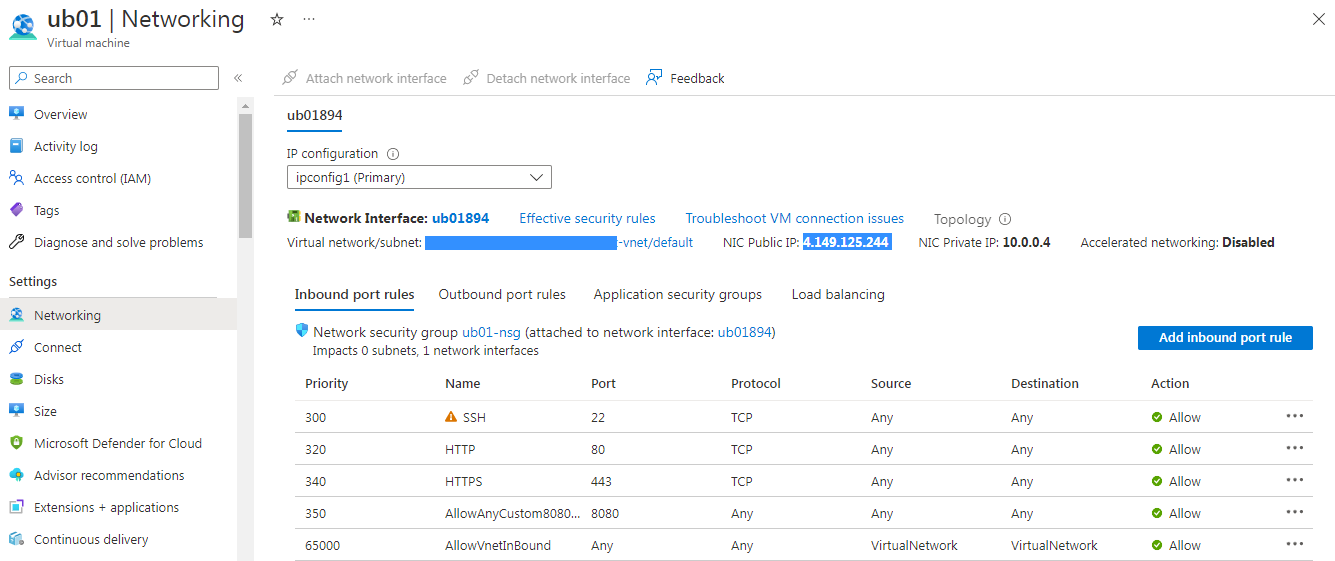 ub01 | Networking ☆ ···
Virtual machine
Search «
Attach network interface Detach network interface Feedback
Overview
Activity log
Access control (IAM)
Tags
Diagnose and solve problems
Settings
Networking
Connect
Disks
Size
Microsoft Defender for Cloud
Advisor recommendations
Extensions + applications
Continuous delivery
ub01894
IP configuration
ipconfig1 (Primary)
Network Interface: ub01894 Effective security rules Troubleshoot VM connection issues Topology
Virtual network/subnet: -vnet/default NIC Public IP: 4.149.125.244 NIC Private IP: 10.0.0.4 Accelerated networking: Disabled
Inbound port rules Outbound port rules Application security groups Load balancing
Network security group ub01-nsg (attached to network interface: ub01894)
Impacts 0 subnets, 1 network interfaces
Add inbound port rule
Priority Name Port Protocol Source Destination Action
300 SSH 22 TCP Any Any Allow ···
320 HTTP 80 TCP Any Any Allow ···
340 HTTPS 443 TCP Any Any Allow ···
350 AllowAnyCustom8080... 8080 Any Any Any Allow ···
65000 AllowVnetInBound Any Any VirtualNetwork VirtualNetwork Allow ···